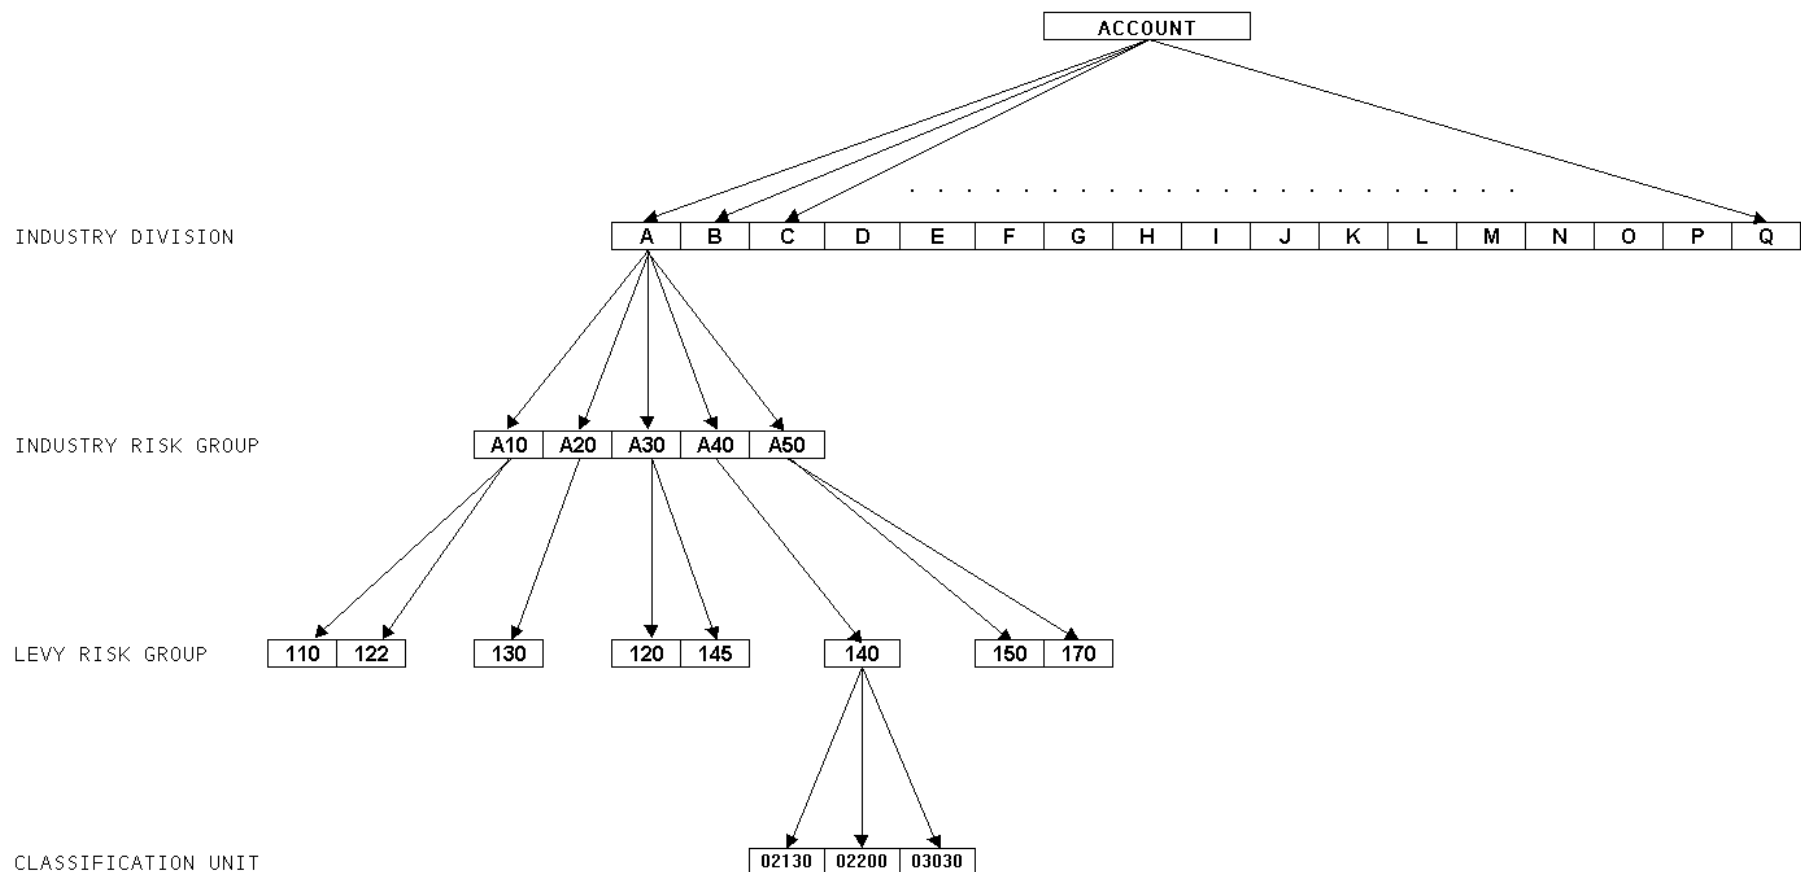 ACCOUNT
INDUSTRY DIVISION A B C D E F G H I J K L M N O P Q
INDUSTRY RISK GROUP A10 A20 A30 A40 A50
LEVY RISK GROUP 110 122 130 120 145 140 150 170
CLASSIFICATION UNIT 02130 02200 03030